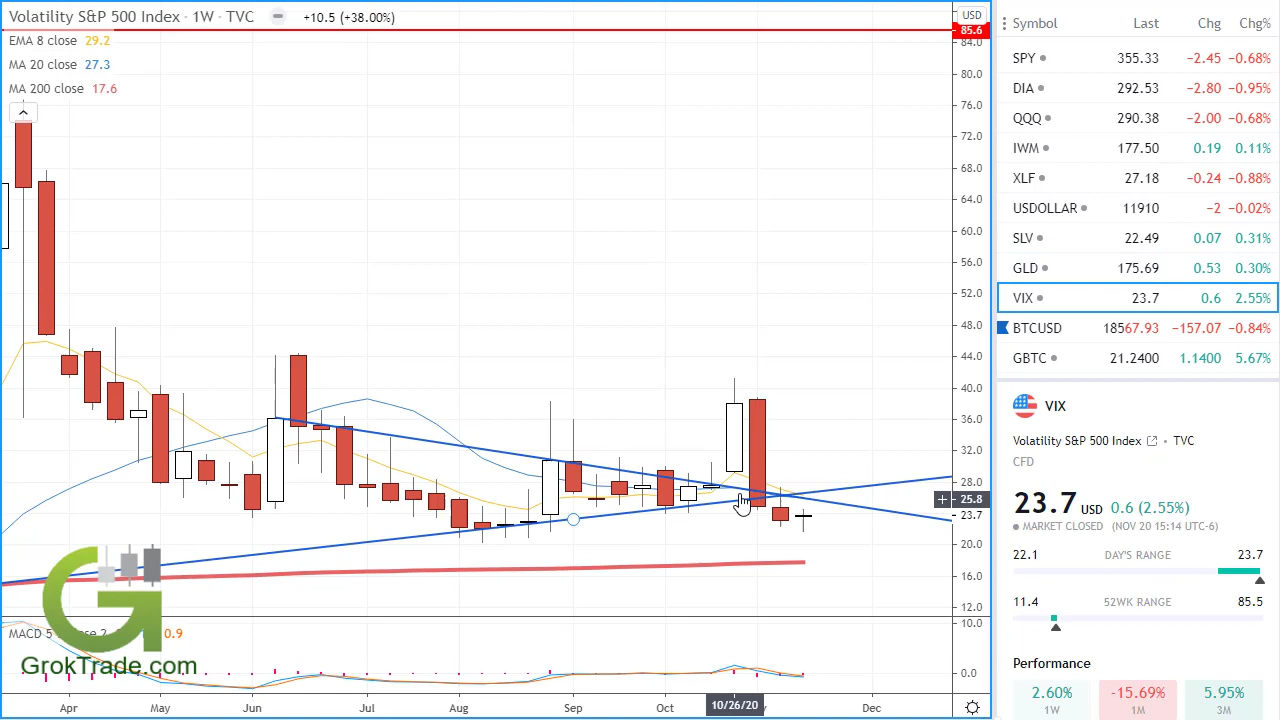 Volatility S&P 500 Index · 1W · TVC +10.5 (+38.00%)
EMA 8 close 29.2
MA 20 close 27.3
MA 200 close 17.6
USD
85.6
84.0
80.0
76.0
72.0
68.0
64.0
60.0
56.0
52.0
48.0
44.0
40.0
36.0
32.0
28.0
25.8
23.7
20.0
16.0
12.0
10.0
0.0
MACD 5 close 0.9
GrokTrade.com
Apr May Jun Jul Aug Sep Oct 10/26/20 Dec
Symbol Last Chg Chg%
SPY 355.33 −2.45 −0.68%
DIA 292.53 −2.80 −0.95%
QQQ 290.38 −2.00 −0.68%
IWM 177.50 0.19 0.11%
XLF 27.18 −0.24 −0.88%
USDOLLAR 11910 −2 −0.02%
SLV 22.49 0.07 0.31%
GLD 175.69 0.53 0.30%
VIX 23.7 0.6 2.55%
BTCUSD 18567.93 −157.07 −0.84%
GBTC 21.2400 1.1400 5.67%
VIX
Volatility S&P 500 Index • TVC
CFD
23.7 USD 0.6 (2.55%)
MARKET CLOSED (NOV 20 15:14 UTC-6)
22.1 DAY'S RANGE 23.7
11.4 52WK RANGE 85.5
Performance
2.60% -15.69% 5.95%
1W 1M 3M